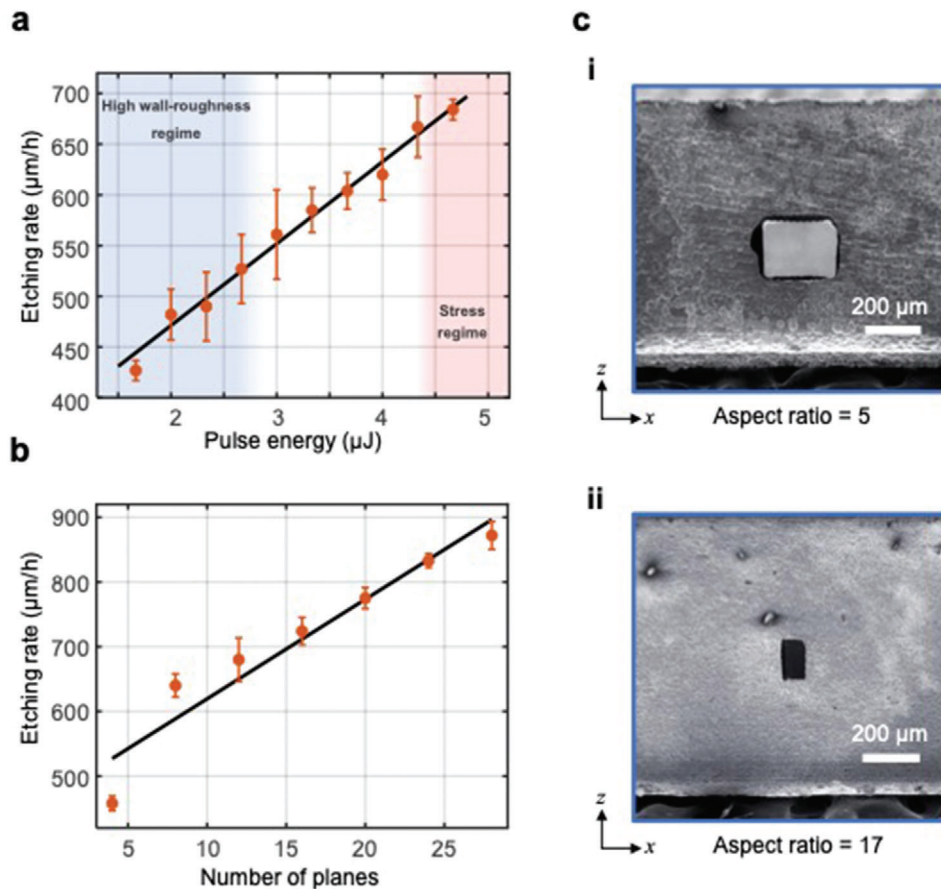 a
Etching rate (µm/h)
700
650
600
550
500
450
400
High wall-roughness
regime
Stress
regime
2
3
4
5
Pulse energy (µJ)
b
Etching rate (µm/h)
900
800
700
600
500
5
10
15
20
25
Number of planes
c
i
200 µm
z
x
Aspect ratio = 5
ii
200 µm
z
x
Aspect ratio = 17